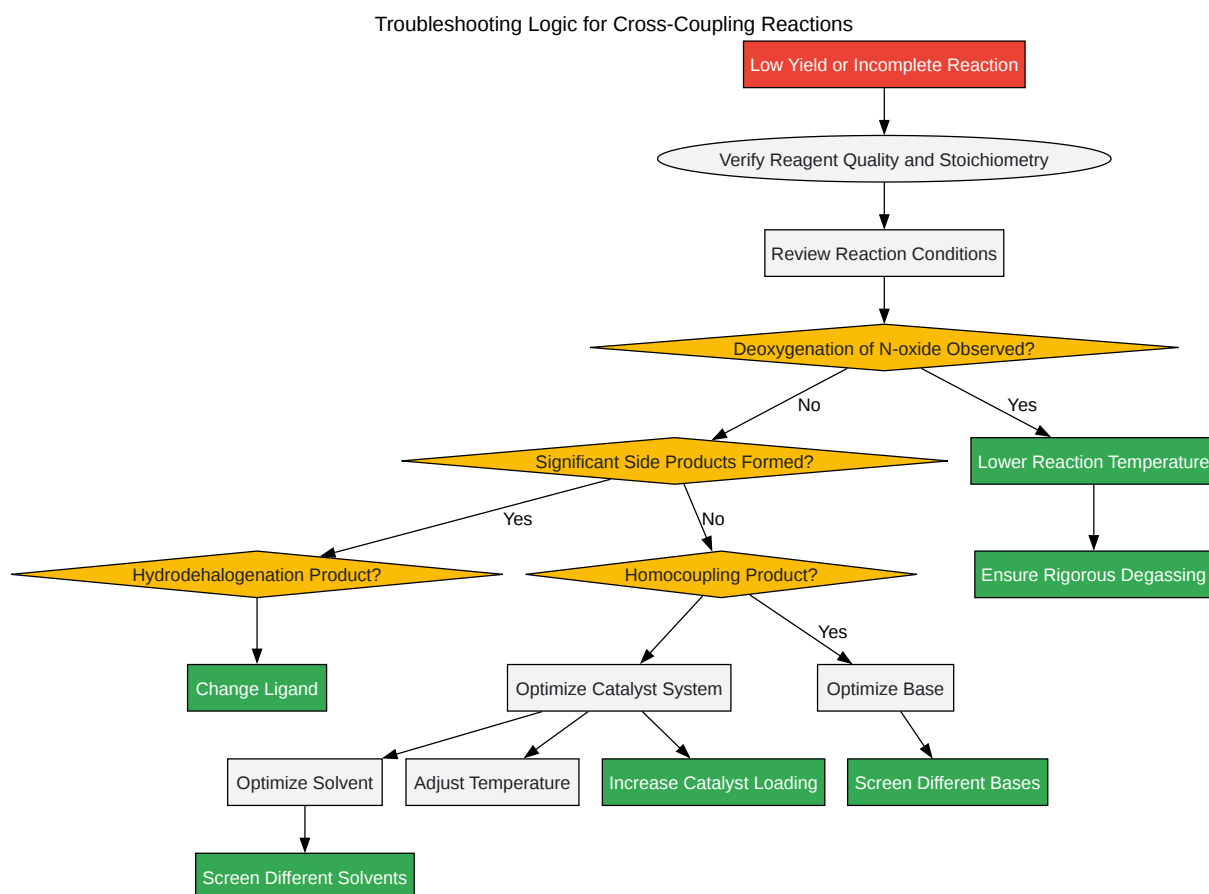 Troubleshooting Logic for Cross-Coupling Reactions
Low Yield or Incomplete Reaction
Verify Reagent Quality and Stoichiometry
Review Reaction Conditions
Deoxygenation of N-oxide Observed?
No
Yes
Significant Side Products Formed?
Lower Reaction Temperature
Yes
No
Hydrodehalogenation Product?
Homocoupling Product?
Ensure Rigorous Degassing
Yes
Change Ligand
Optimize Catalyst System
Optimize Base
Optimize Solvent
Adjust Temperature
Increase Catalyst Loading
Screen Different Bases
Screen Different Solvents